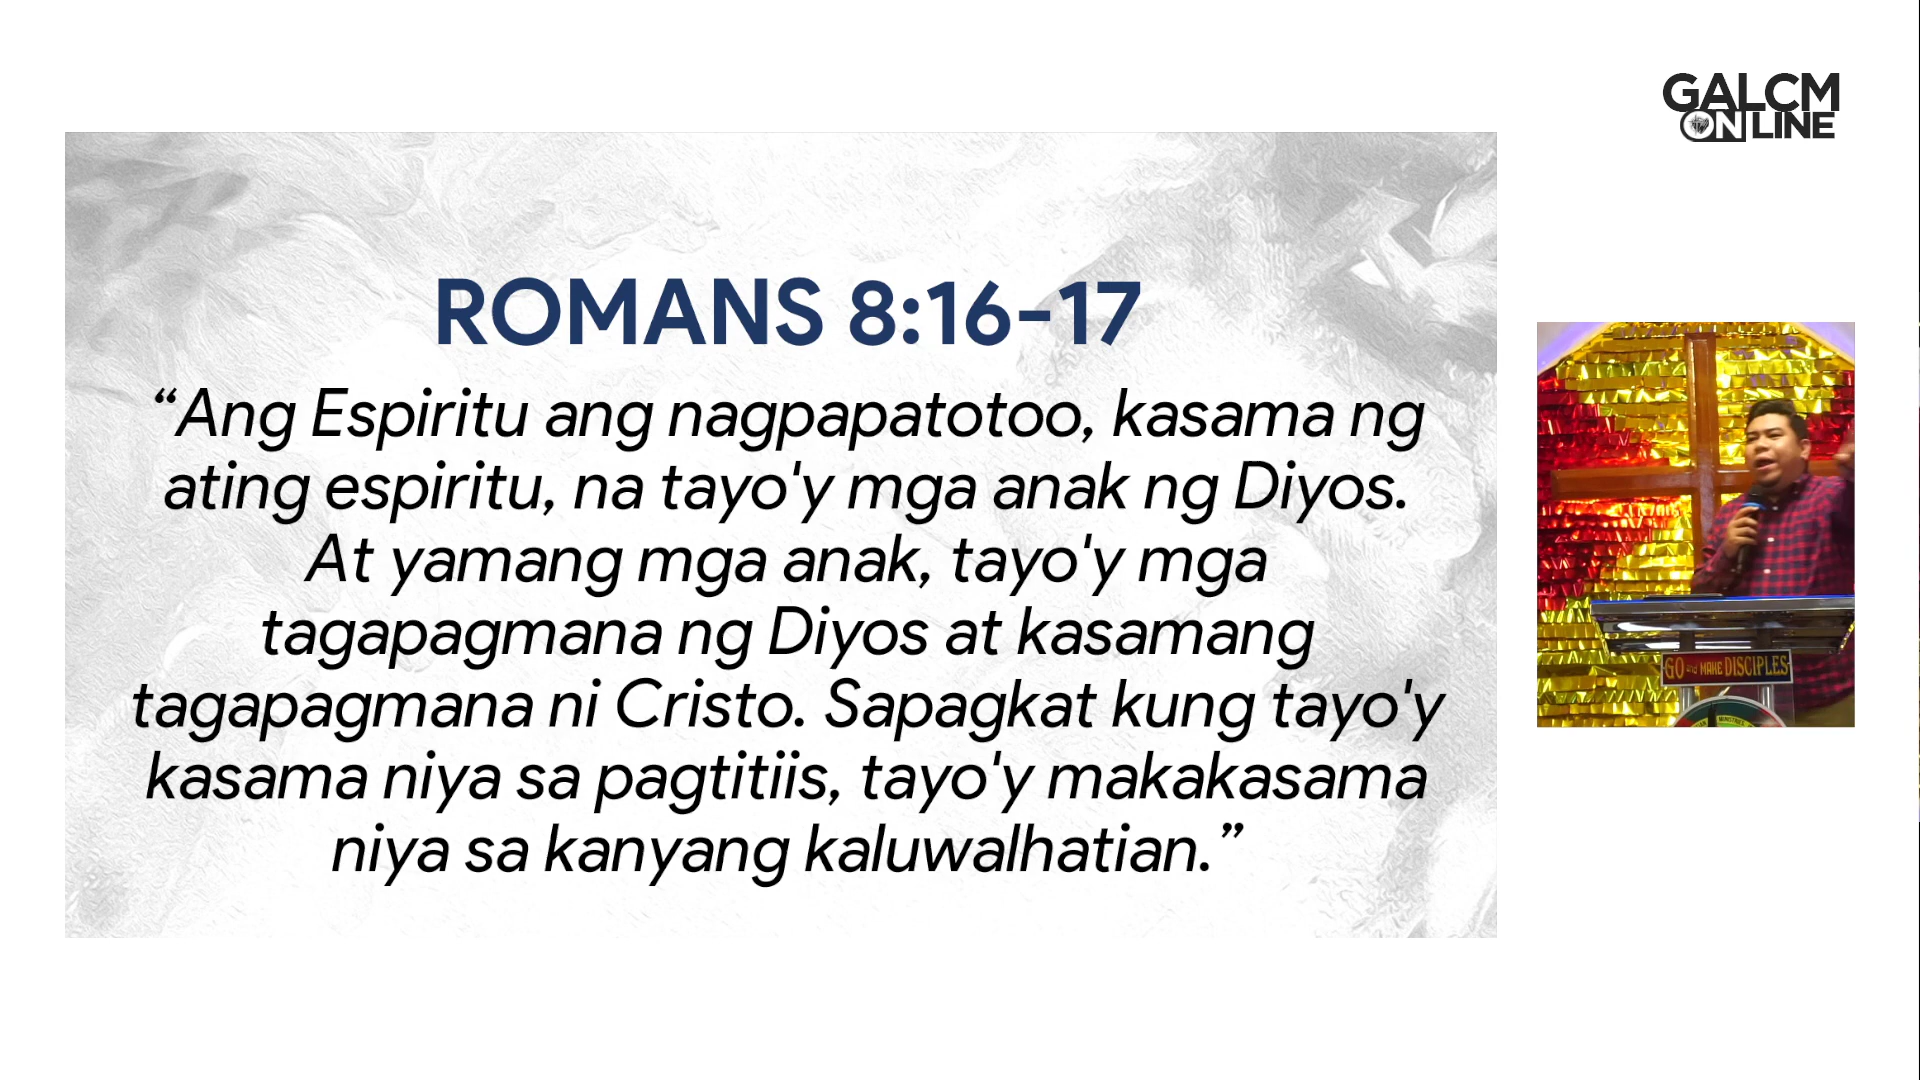 GALCM
ONLINE
ROMANS 8:16-17
“Ang Espiritu ang nagpapatotoo, kasama ng
ating espiritu, na tayo'y mga anak ng Diyos.
At yamang mga anak, tayo'y mga
tagapagmana ng Diyos at kasamang
tagapagmana ni Cristo. Sapagkat kung tayo'y
kasama niya sa pagtitiis, tayo'y makakasama
niya sa kanyang kaluwalhatian.”
GO and MAKE DISCIPLES